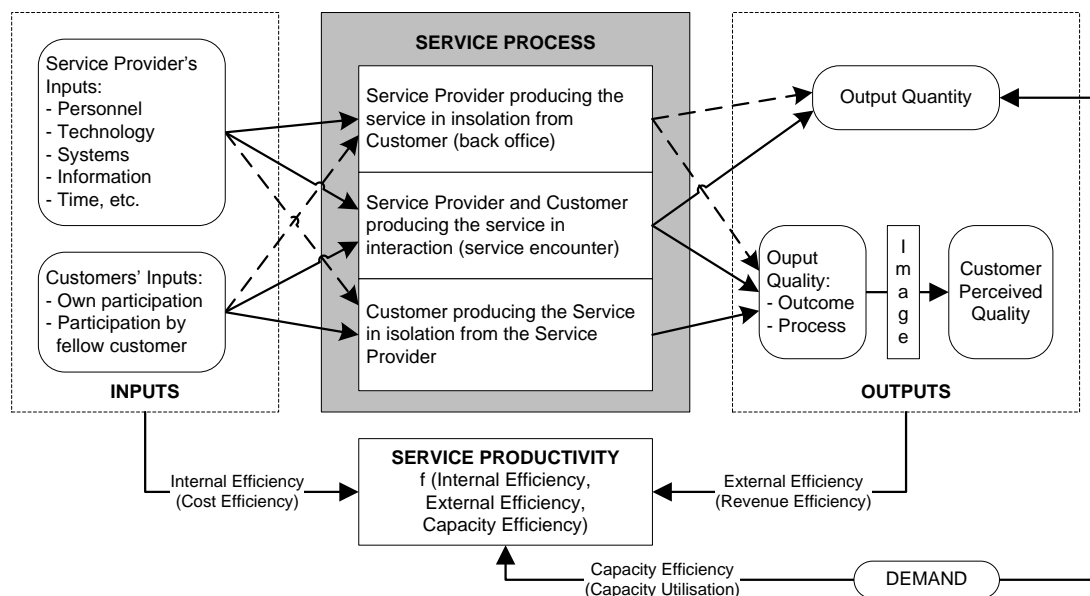 Service Provider's
Inputs:
- Personnel
- Technology
- Systems
- Information
- Time, etc.
Customers' Inputs:
- Own participation
- Participation by
fellow customer
INPUTS
SERVICE PROCESS
Service Provider producing the
service in insolation from
Customer (back office)
Service Provider and Customer
producing the service in
interaction (service encounter)
Customer producing the Service
in isolation from the Service
Provider
Output Quantity
Ouput
Quality:
- Outcome
- Process
Image
Customer
Perceived
Quality
OUTPUTS
Internal Efficiency
(Cost Efficiency)
SERVICE PRODUCTIVITY
f (Internal Efficiency,
External Efficiency,
Capacity Efficiency)
External Efficiency
(Revenue Efficiency)
Capacity Efficiency
(Capacity Utilisation)
DEMAND